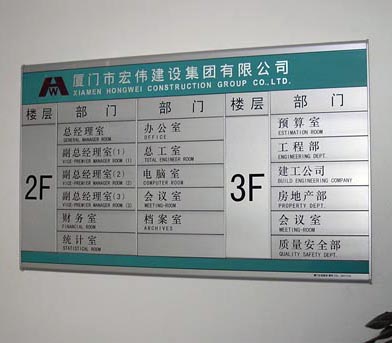 厦门市宏伟建设集团有限公司
XIAMEN HONGWEI CONSTRUCTION GROUP CO.,LTD.
楼层 部门 楼层 部门
2F
总经理室
GENERAL MANAGER ROOM
副总经理室(1)
VICE-PREMIER MANAGER ROOM (1)
副总经理室(2)
VICE-PREMIER MANAGER ROOM (2)
副总经理室(3)
VICE-PREMIER MANAGER ROOM (3)
财务室
FINANCIAL ROOM
统计室
STATISTICAL ROOM
办公室
OFFICE
总工室
TOTAL ENGINEER ROOM
电脑室
COMPUTER ROOM
会议室
MEETING-ROOM
档案室
ARCHIVES
3F
预算室
ESTIMATION ROOM
工程部
ENGINEERING DEPT.
建工公司
BUILD ENGINEERING COMPANY
房地产部
PROPERTY DEPT.
会议室
MEETING-ROOM
质量安全部
QUALITY SAFETY DEPT.